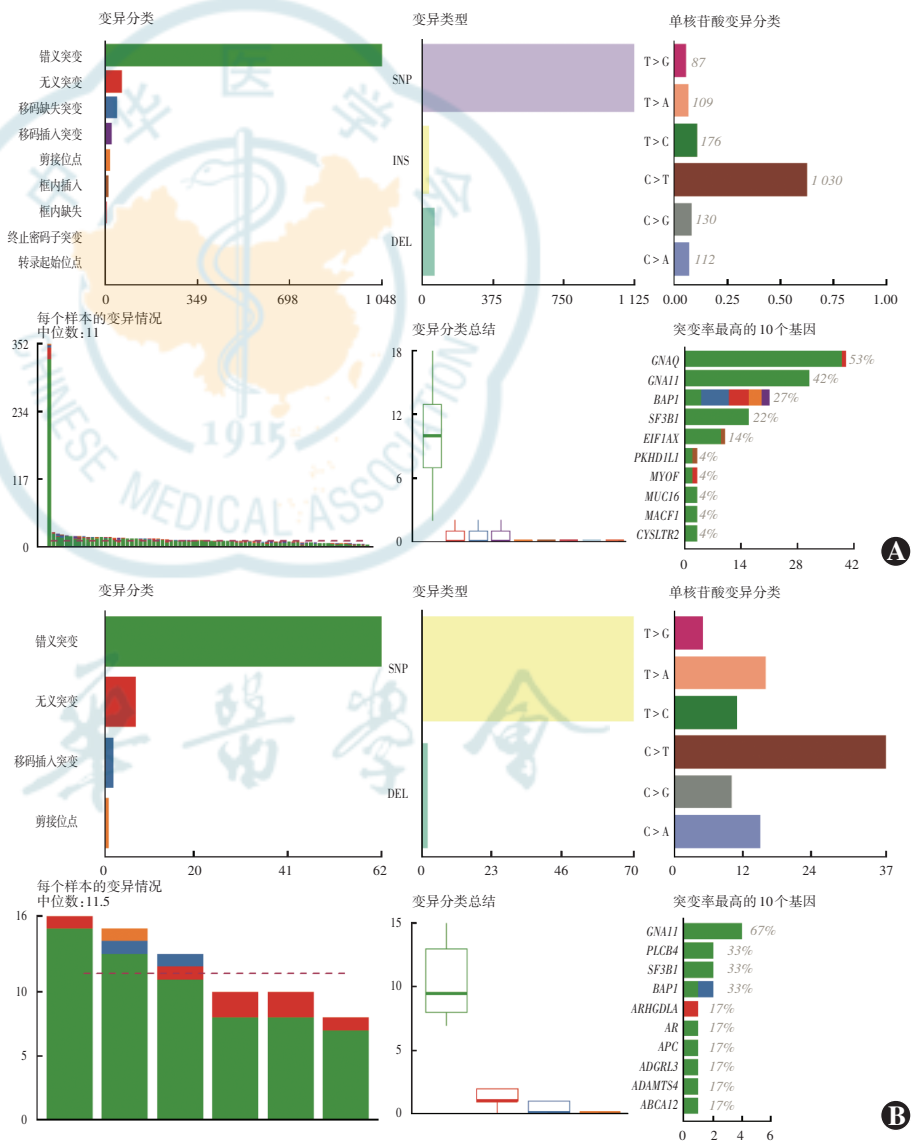 变异分类
错义突变
无义突变
移码缺失突变
移码插入突变
剪接位点
框内插入
框内缺失
终止密码子突变
转录起始位点
0 349 698 1 048
变异类型
SNP
INS
DEL
0 375 750 1 125
单核苷酸变异分类
T>G 87
T>A 109
T>C 176
C>T 1 030
C>G 130
C>A 112
0.00 0.25 0.50 0.75 1.00
每个样本的变异情况
中位数:11
352
234
117
0
变异分类总结
18
12
6
0
突变率最高的10个基因
GNAQ 53%
GNA11 42%
BAP1 27%
SF3B1 22%
EIF1AX 14%
PKHD1L1 4%
MYOF 4%
MUC16 4%
MACF1 4%
CYSLTR2 4%
0 14 28 42
A
变异分类
错义突变
无义突变
移码插入突变
剪接位点
0 20 41 62
变异类型
SNP
DEL
0 23 46 70
单核苷酸变异分类
T>G
T>A
T>C
C>T
C>G
C>A
0 12 24 37
每个样本的变异情况
中位数:11.5
16
10
5
0
变异分类总结
15
10
5
0
突变率最高的10个基因
GNA11 67%
PLCB4 33%
SF3B1 33%
BAP1 33%
ARHGDLA 17%
AR 17%
APC 17%
ADGRL3 17%
ADAMTS4 17%
ABCA12 17%
0 2 4 6
B
中华医学会
1915
CHINESE MEDICAL ASSOCIATION